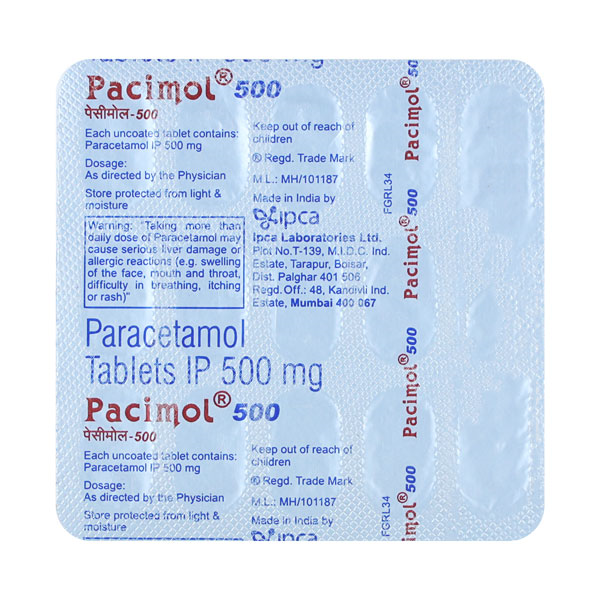 Tablets IP 500 mg
Pacimol® 500
पेसीमोल-500
Each uncoated tablet contains:
Paracetamol IP 500 mg
Dosage:
As directed by the Physician
Store protected from light &
moisture
Warning: "Taking more than
daily dose of Paracetamol may
cause serious liver damage or
allergic reactions (e.g. swelling
of the face, mouth and throat,
difficulty in breathing, itching
or rash)"
Keep out of reach of
children
® Regd. Trade Mark
M.L.: MH/101187
Made in India by
ipca
Ipca Laboratories Ltd.
Plot No.T-139, M.I.D.C. Ind.
Estate, Tarapur, Boisar,
Dist. Palghar 401 506
Regd. Off.: 48, Kandivli Ind.
Estate, Mumbai 400 067
Paracetamol
Tablets IP 500 mg
Pacimol® 500
पेसीमोल-500
Each uncoated tablet contains:
Paracetamol IP 500 mg
Dosage:
As directed by the Physician
Store protected from light &
moisture
Keep out of reach of
children
® Regd. Trade Mark
M.L.: MH/101187
Made in India by
ipca
FGRL34
FGRL34
Pacimol® 500
Pacimol® 500
Pacimol® 500
Pacimol®